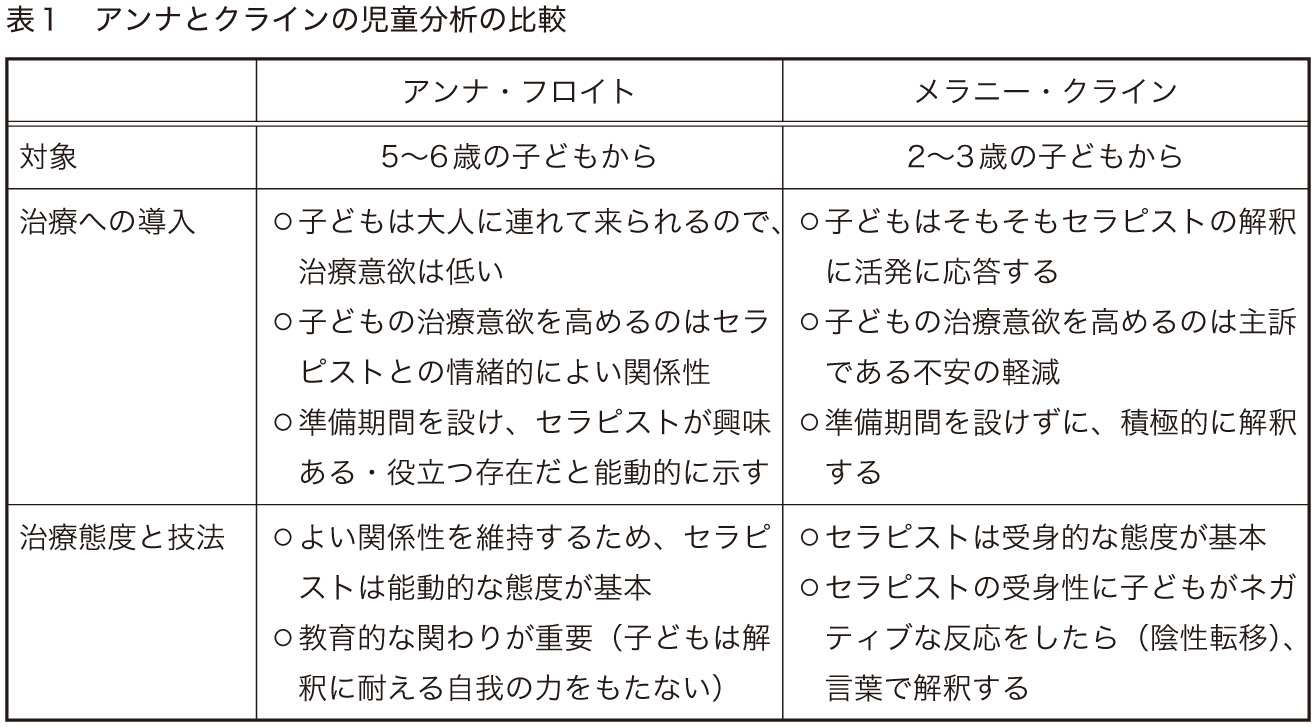 表1　アンナとクラインの児童分析の比較
アンナ・フロイト
メラニー・クライン
対象
5〜6歳の子どもから
2〜3歳の子どもから
治療への導入
○子どもは大人に連れて来られるので、
治療意欲は低い
○子どもの治療意欲を高めるのはセラ
ピストとの情緒的によい関係性
○準備期間を設け、セラピストが興味
ある・役立つ存在だと能動的に示す
○子どもはそもそもセラピストの解釈
に活発に応答する
○子どもの治療意欲を高めるのは主訴
である不安の軽減
○準備期間を設けずに、積極的に解釈
する
治療態度と技法
○よい関係性を維持するため、セラピ
ストは能動的な態度が基本
○教育的な関わりが重要（子どもは解
釈に耐える自我の力をもたない）
○セラピストは受身的な態度が基本
○セラピストの受身性に子どもがネガ
ティブな反応をしたら（陰性転移）、
言葉で解釈する